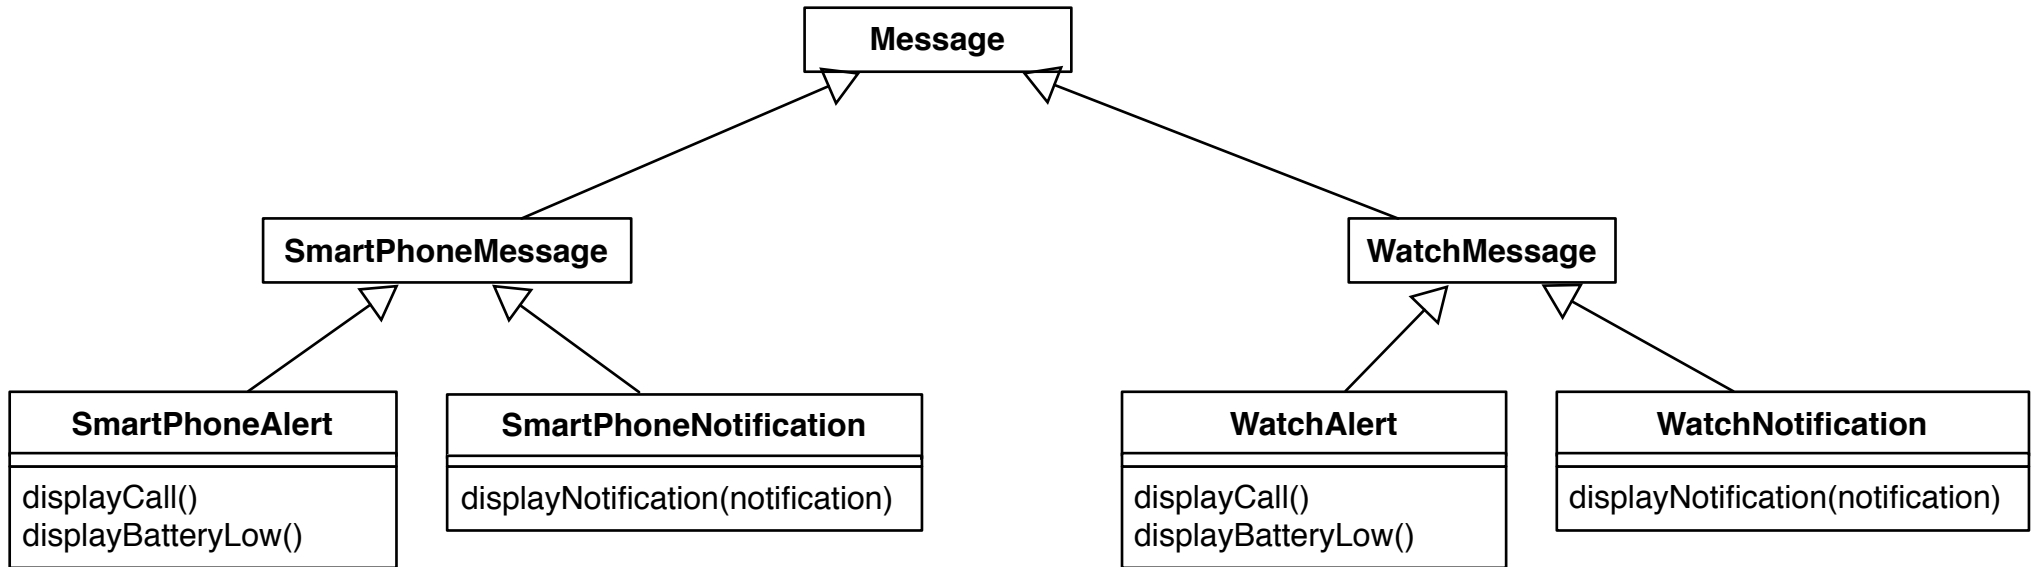 Message
SmartPhoneMessage
WatchMessage
SmartPhoneAlert
displayCall()
displayBatteryLow()
SmartPhoneNotification
displayNotification(notification)
WatchAlert
displayCall()
displayBatteryLow()
WatchNotification
displayNotification(notification)